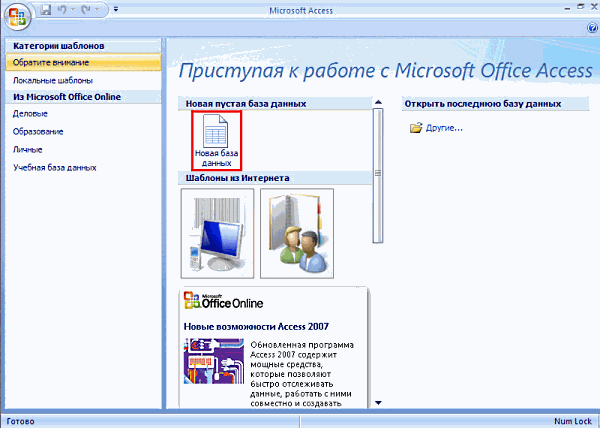 Microsoft Access
Категории шаблонов
Обратите внимание
Локальные шаблоны
Из Microsoft Office Online
Деловые
Образование
Личные
Учебная база данных
Приступая к работе с Microsoft Office Access
Новая пустая база данных
Новая база
данных
Шаблоны из Интернета
Microsoft
Office Online
Новые возможности Access 2007
Обновленная программа
Access 2007 содержит
мощные средства,
которые позволяют
быстро отслеживать
данные, работать с ними
совместно и создавать
Открыть последнюю базу данных
Другие...
Готово
Num Lock